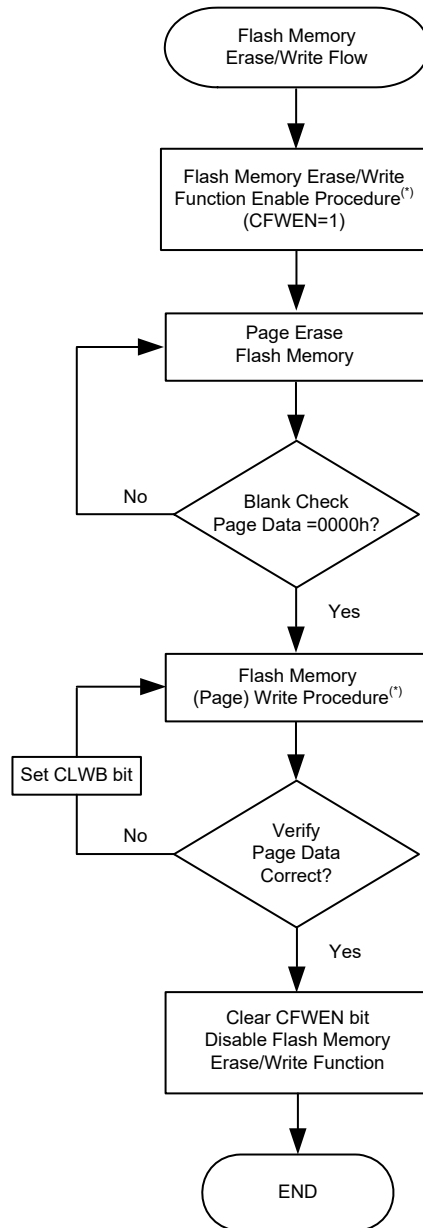 Flash Memory
Erase/Write Flow
Flash Memory Erase/Write
Function Enable Procedure(*)
(CFWEN=1)
Page Erase
Flash Memory
No
Blank Check
Page Data =0000h?
Yes
Flash Memory
(Page) Write Procedure(*)
Set CLWB bit
No
Verify
Page Data
Correct?
Yes
Clear CFWEN bit
Disable Flash Memory
Erase/Write Function
END